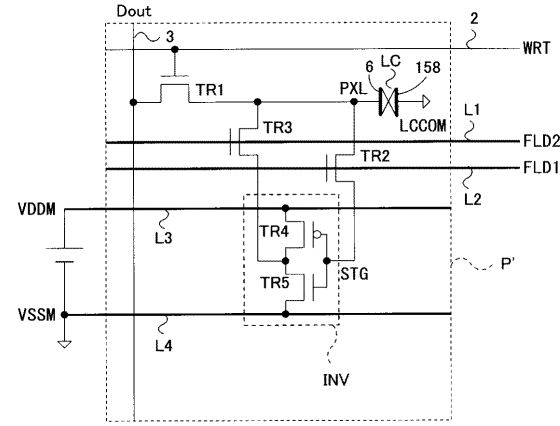 Dout
3
2
WRT
TR1
PXL
6
LC
158
LCCOM
TR3
L1
FLD2
TR2
FLD1
L2
VDDM
L3
TR4
STG
P'
TR5
VSSM
L4
INV